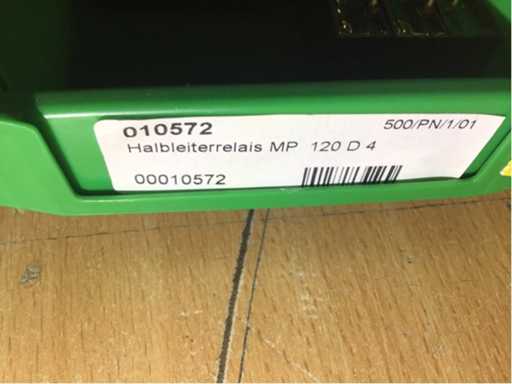 010572 500/PN/1/01
Halbleiterrelais MP 120 D 4
00010572